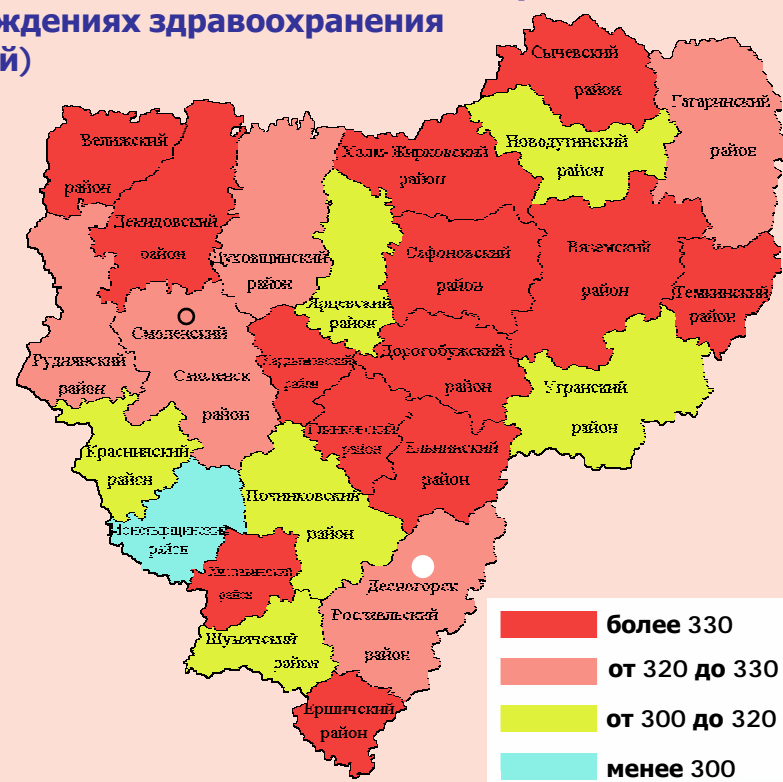 ждениях здравоохранения
й)
Сычевский
район
Гагаринский
район
Новодугинский
район
Велижский
район
Холм-Жирковский
район
Демидовский
район
Духовщинский
район
Сафоновский
район
Вяземский
район
Темкинский
район
Ярцевский
район
Смоленский
Смоленск
район
Руднянский
район
Кардымовский
район
Дорогобужский
район
Угранский
район
Глинковский
район
Ельнинский
район
Краснинский
район
Починковский
район
Монастырщинский
район
Хиславичский
район
Десногорск
Рославльский
район
Шумячский
район
Ершичский
район
более 330
от 320 до 330
от 300 до 320
менее 300